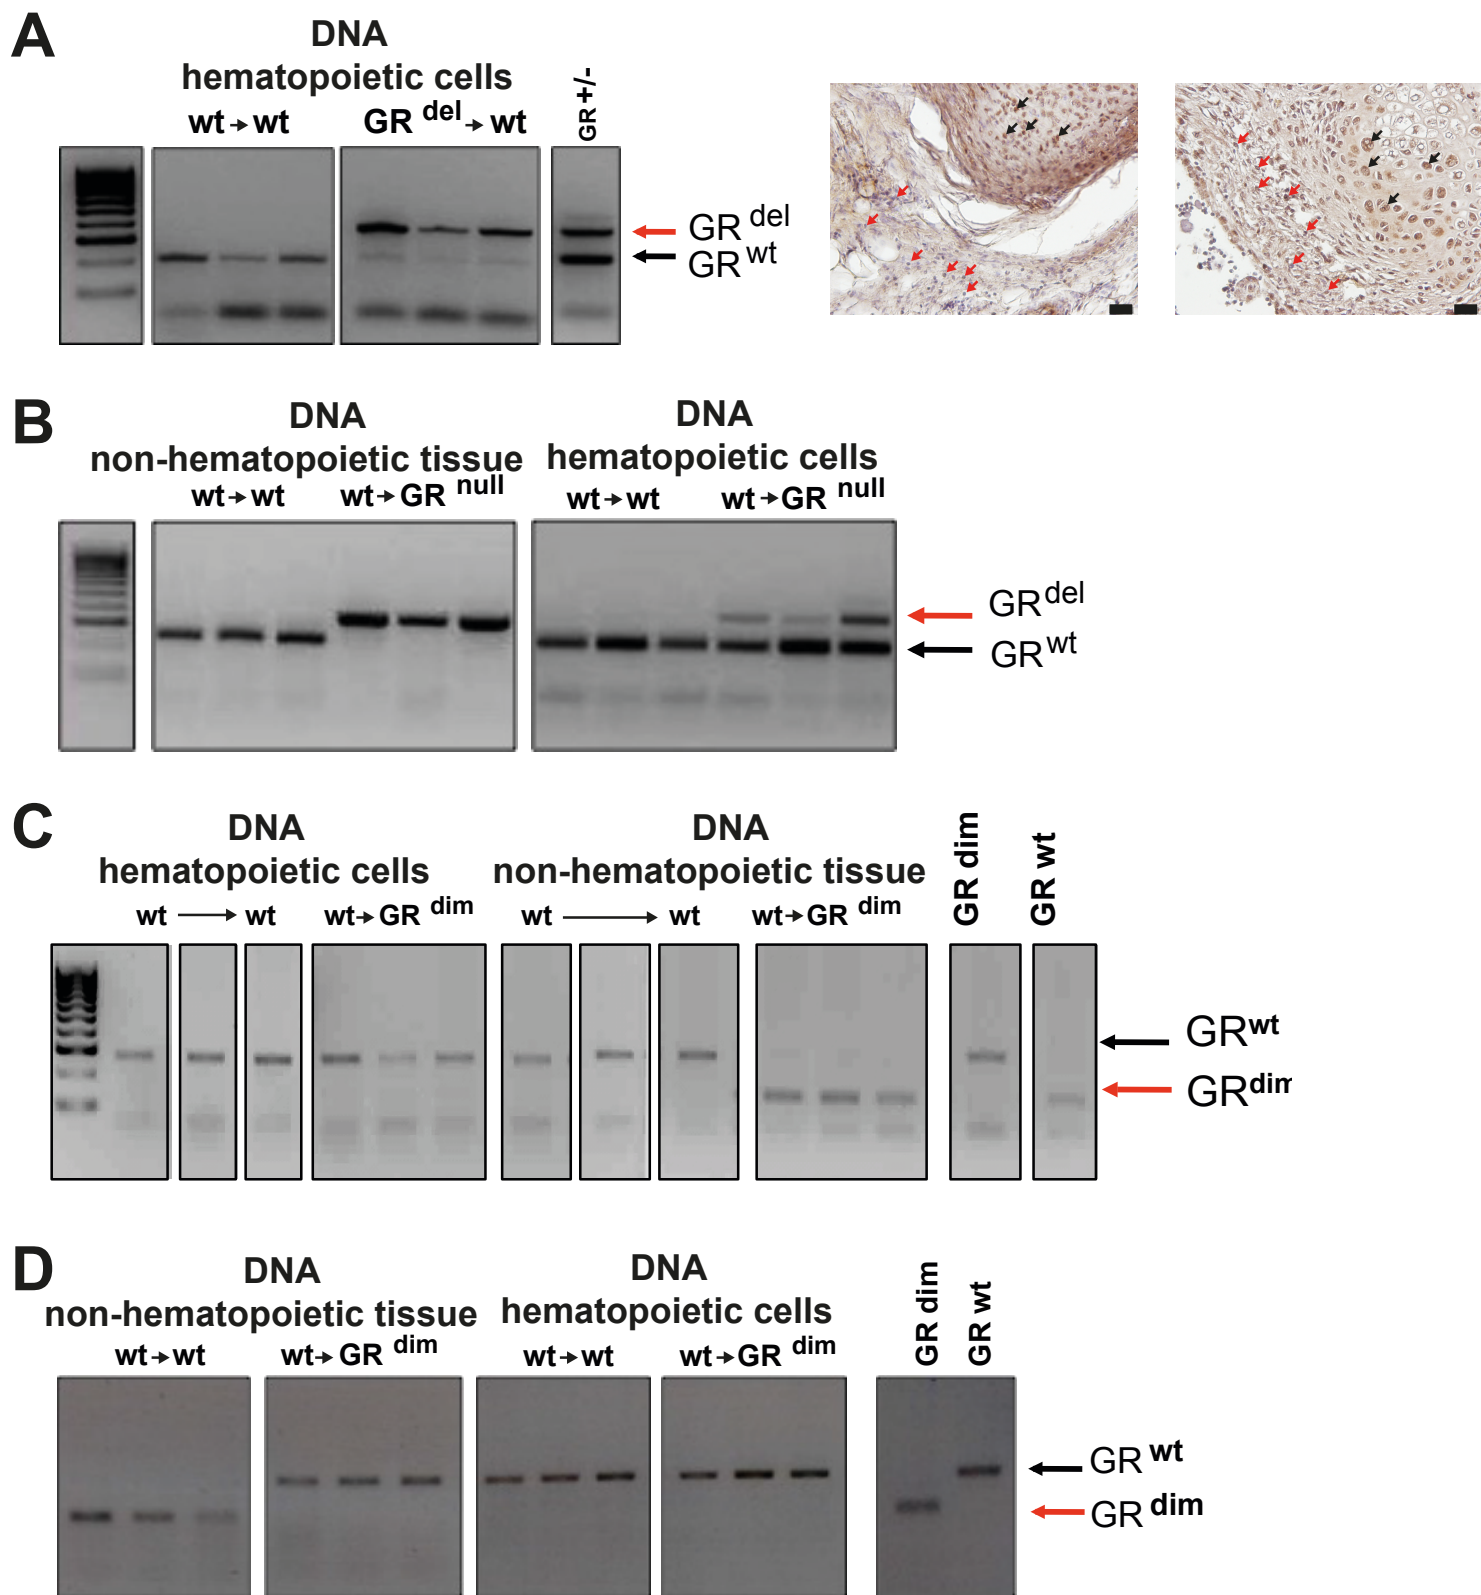 A
DNA
hematopoietic cells
wt → wt
GR del → wt
GR +/-
GR del
GR wt
B
DNA
non-hematopoietic tissue
wt → wt
wt → GR null
DNA
hematopoietic cells
wt → wt
wt → GR null
GR del
GR wt
C
DNA
hematopoietic cells
wt → wt
wt → GR dim
DNA
non-hematopoietic tissue
wt → wt
wt → GR dim
GR dim
GR wt
GR wt
GR dim
D
DNA
non-hematopoietic tissue
wt → wt
wt → GR dim
DNA
hematopoietic cells
wt → wt
wt → GR dim
GR dim
GR wt
GR wt
GR dim